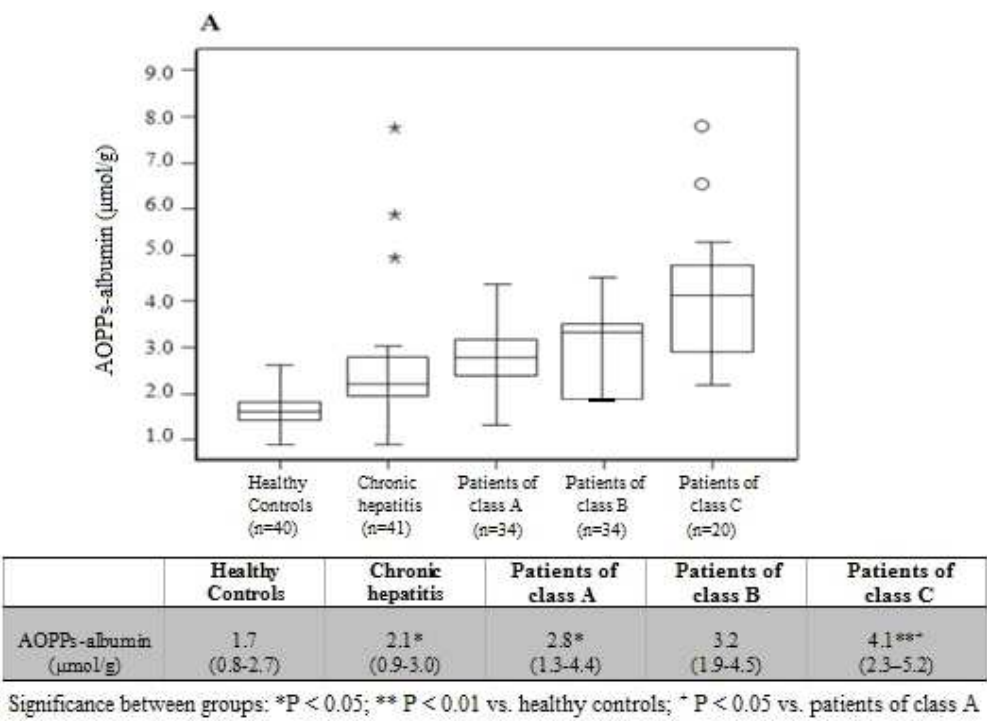 A
AOPPs-albumin (μmol/g)
9.0
8.0
7.0
6.0
5.0
4.0
3.0
2.0
1.0
Healthy Controls (n=40)
Chronic hepatitis (n=41)
Patients of class A (n=34)
Patients of class B (n=34)
Patients of class C (n=20)
Healthy Controls
Chronic hepatitis
Patients of class A
Patients of class B
Patients of class C
AOPPs-albumin (μmol/g)
1.7 (0.8-2.7)
2.1* (0.9-3.0)
2.8* (1.3-4.4)
3.2 (1.9-4.5)
4.1**⁺ (2.3–5.2)
Significance between groups: *P < 0.05; ** P < 0.01 vs. healthy controls; ⁺ P < 0.05 vs. patients of class A